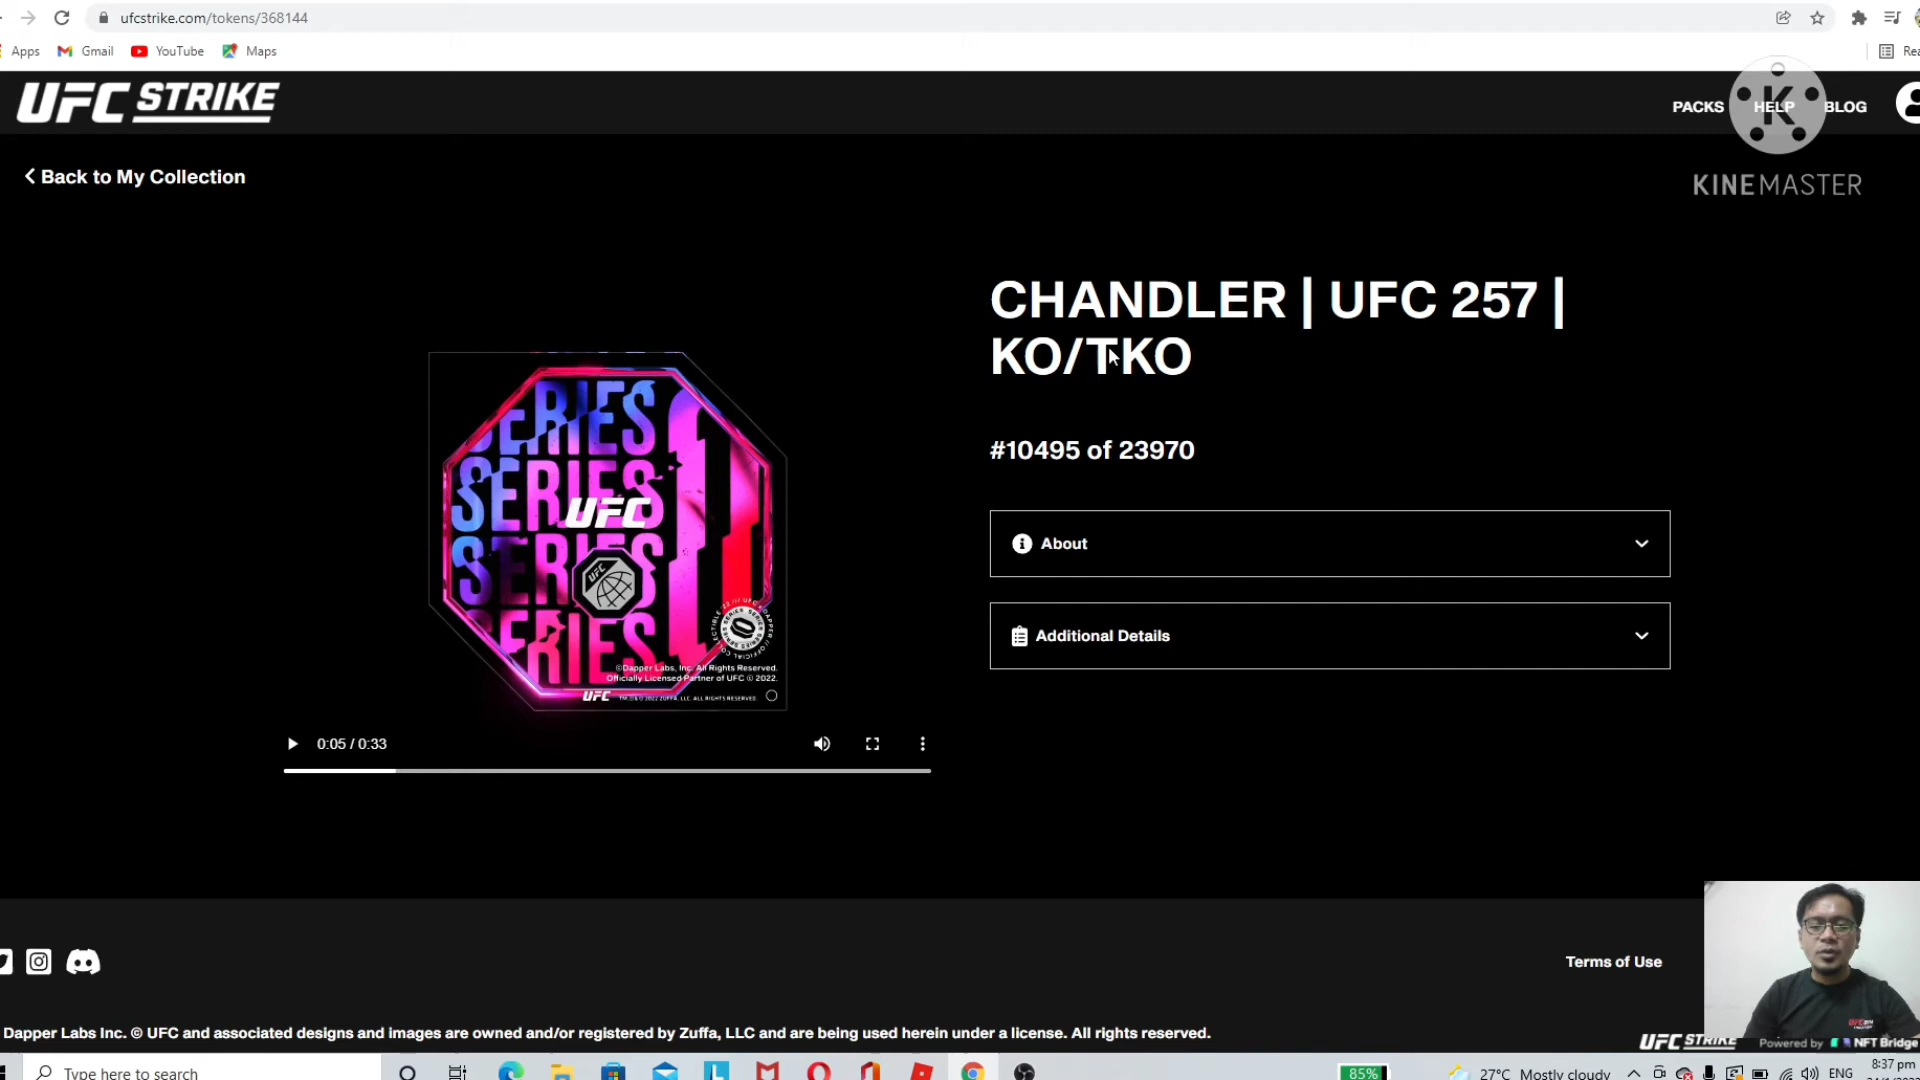 ufcstrike.com/tokens/368144
Apps Gmail YouTube Maps
UFC STRIKE
PACKS HELP BLOG
K
KINEMASTER
Back to My Collection
CHANDLER | UFC 257 |
KO/TKO
#10495 of 23970
About
Additional Details
SERIES
SERIES
UFC
SERIES
UFC
SERIES
©Dapper Labs, Inc. All Rights Reserved.
Officially Licensed Partner of UFC © 2022.
UFC
0:05 / 0:33
Terms of Use
Dapper Labs Inc. © UFC and associated designs and images are owned and/or registered by Zuffa, LLC and are being used herein under a license. All rights reserved.
UFC STRIKE Powered by NFT Bridge
Type here to search
85%
27°C Mostly cloudy
ENG
8:37 pm